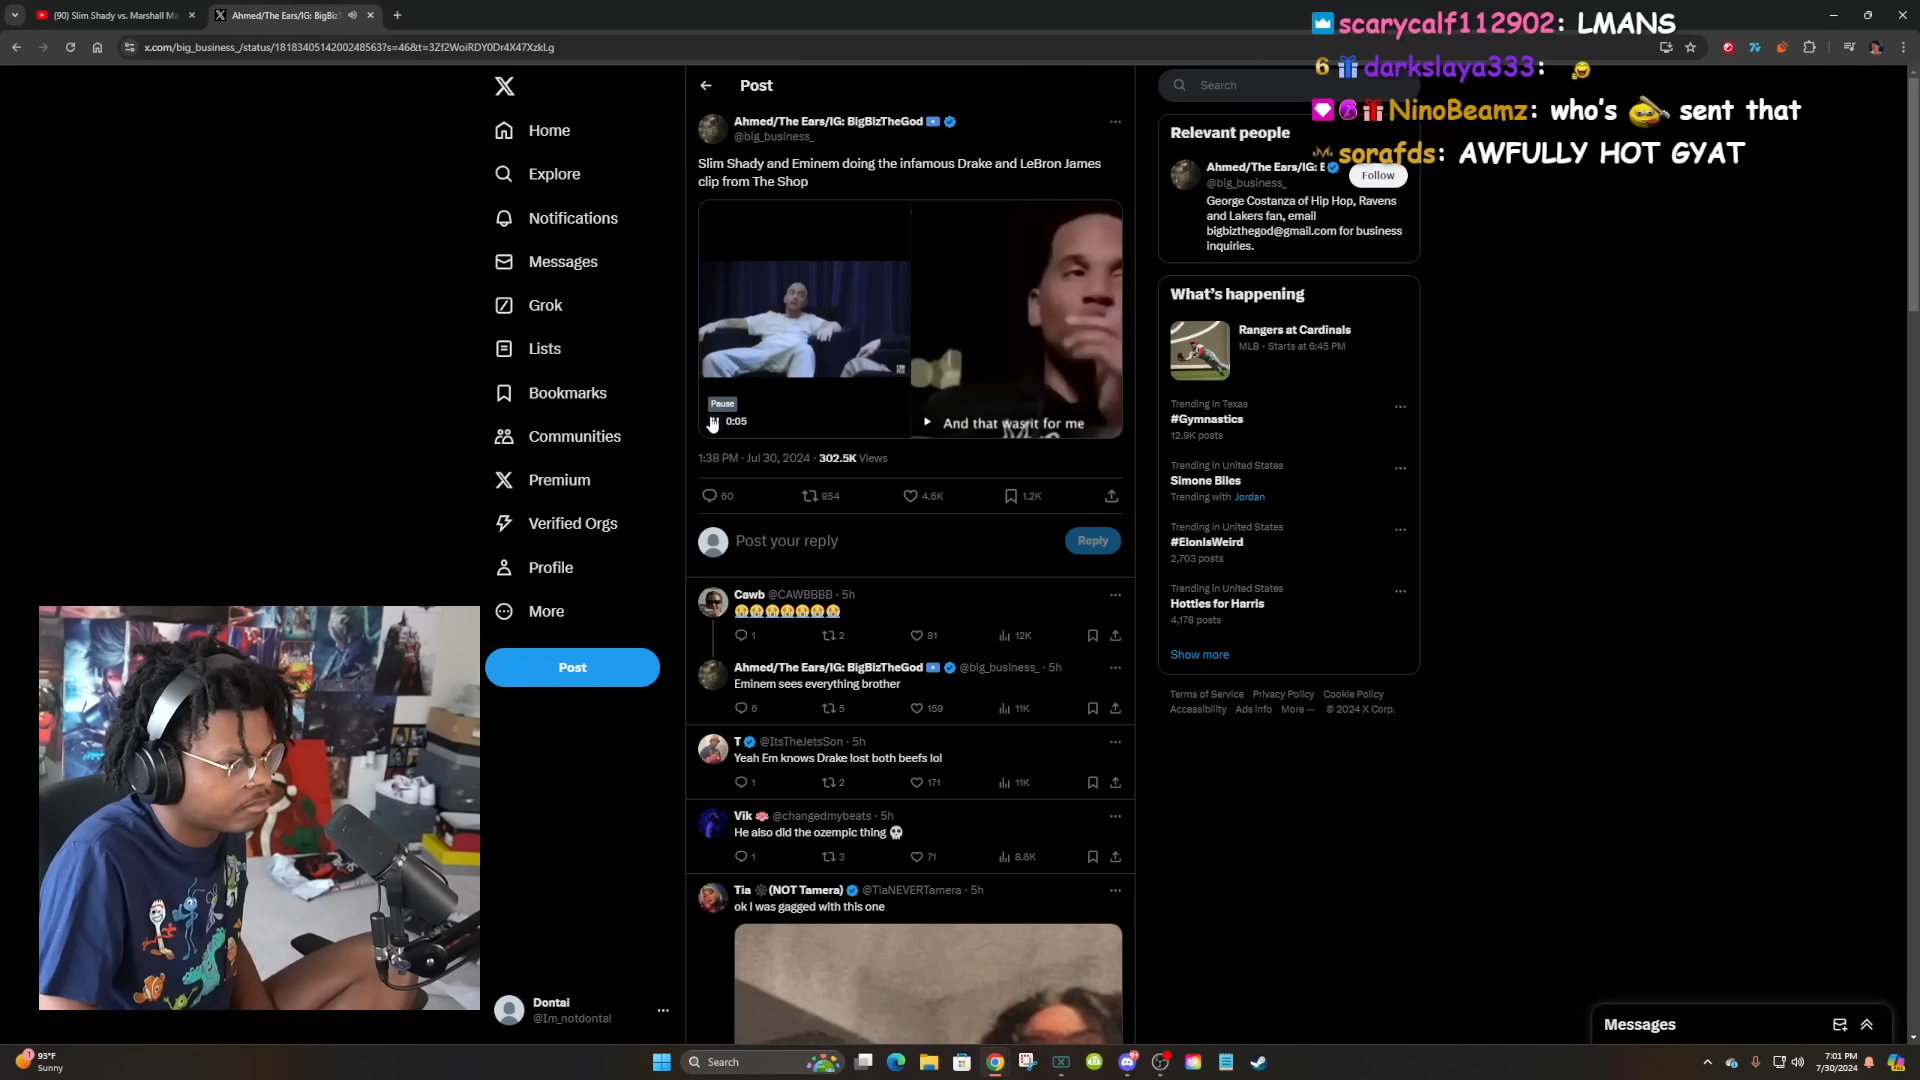 (90) Slim Shady vs. Marshall Ma
Ahmed/The Ears/IG: BigBizT
x.com/big_business_/status/1818340514200248563?s=46&t=3Zf2WoiRDY0Dr4X47XzkLg
scarycalf112902: LMANS
6 darkslaya333:
NinoBeamz: who's sent that
sorafds: AWFULLY HOT GYAT
Home
Explore
Notifications
Messages
Grok
Lists
Bookmarks
Communities
Premium
Verified Orgs
Profile
More
Post
Dontai
@Im_notdontai
Post
Ahmed/The Ears/IG: BigBizTheGod
@big_business_
Slim Shady and Eminem doing the infamous Drake and LeBron James
clip from The Shop
Pause
0:05
And that was it for me
1:38 PM · Jul 30, 2024 · 302.5K Views
60
954
4.6K
1.2K
Post your reply
Reply
Cawb @CAWBBBB · 5h
😭😭😭😭😭😭😭
1
2
81
12K
Ahmed/The Ears/IG: BigBizTheGod @big_business_ · 5h
Eminem sees everything brother
6
5
159
11K
T @ItsTheJetsSon · 5h
Yeah Em knows Drake lost both beefs lol
1
2
171
11K
Vik 🪷 @changedmybeats · 5h
He also did the ozempic thing 💀
1
3
71
8.6K
Tia (NOT Tamera) @TiaNEVERTamera · 5h
ok I was gagged with this one
Search
Relevant people
Ahmed/The Ears/IG: E
@big_business_
Follow
George Costanza of Hip Hop, Ravens
and Lakers fan, email
bigbizthegod@gmail.com for business
inquiries.
What's happening
Rangers at Cardinals
MLB · Starts at 6:45 PM
Trending in Texas
#Gymnastics
12.9K posts
Trending in United States
Simone Biles
Trending with Jordan
Trending in United States
#ElonIsWeird
2,703 posts
Trending in United States
Hotties for Harris
4,178 posts
Show more
Terms of Service Privacy Policy Cookie Policy
Accessibility Ads info More ··· © 2024 X Corp.
Messages
93°F
Sunny
Search
7:01 PM
7/30/2024